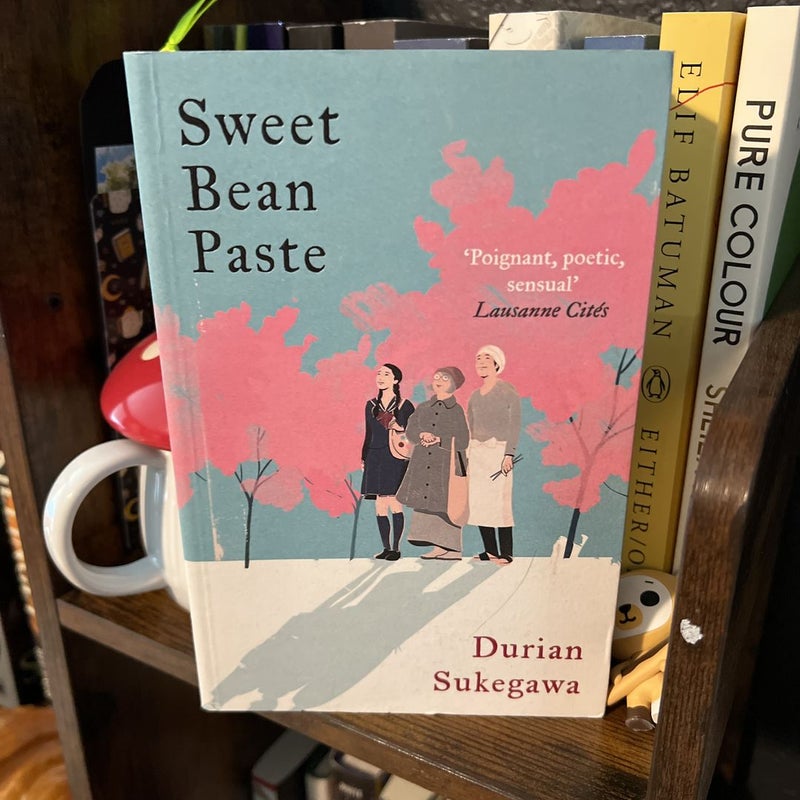 Sweet
Bean
Paste
‘Poignant, poetic,
sensual’
Lausanne Cités
Durian
Sukegawa
ELIF BATUMAN
EITHER/O
PURE COLOUR